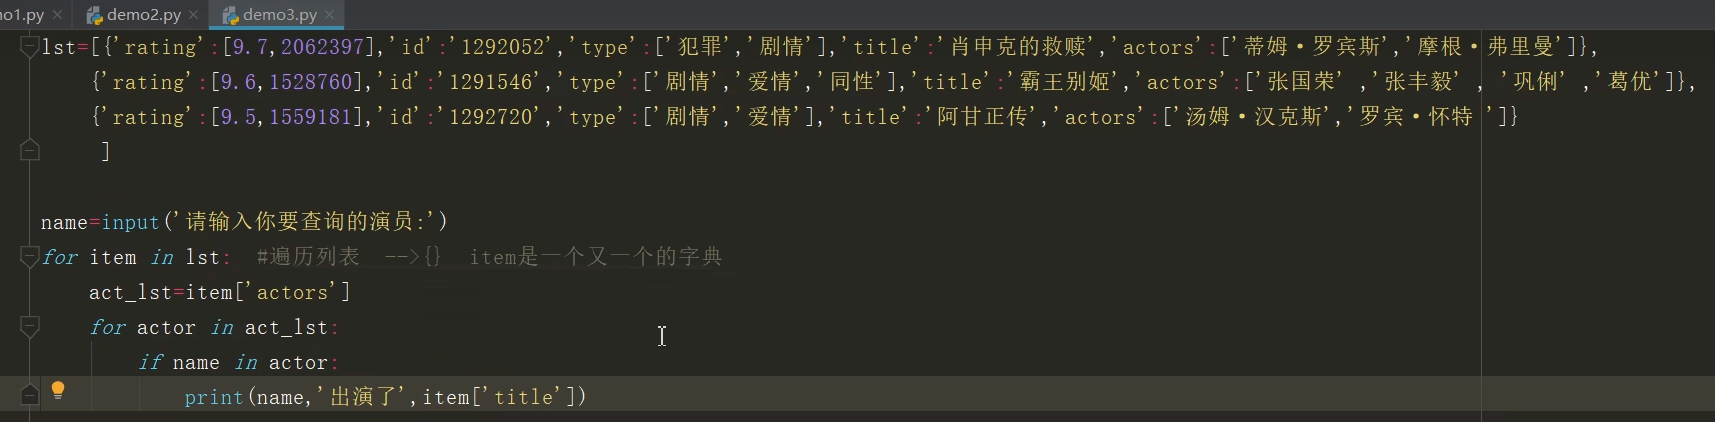 o1.py × demo2.py × demo3.py ×
lst=[{'rating':[9.7,2062397],'id':'1292052','type':['犯罪','剧情'],'title':'肖申克的救赎','actors':['蒂姆·罗宾斯','摩根·弗里曼']},
{'rating':[9.6,1528760],'id':'1291546','type':['剧情','爱情','同性'],'title':'霸王别姬','actors':['张国荣' ,'张丰毅' , '巩俐' ,'葛优']},
{'rating':[9.5,1559181],'id':'1292720','type':['剧情','爱情'],'title':'阿甘正传','actors':['汤姆·汉克斯','罗宾·怀特 ']}
]
name=input('请输入你要查询的演员:')
for item in lst:  #遍历列表  -->{}  item是一个又一个的字典
act_lst=item['actors']
for actor in act_lst:
if name in actor:
print(name,'出演了',item['title'])